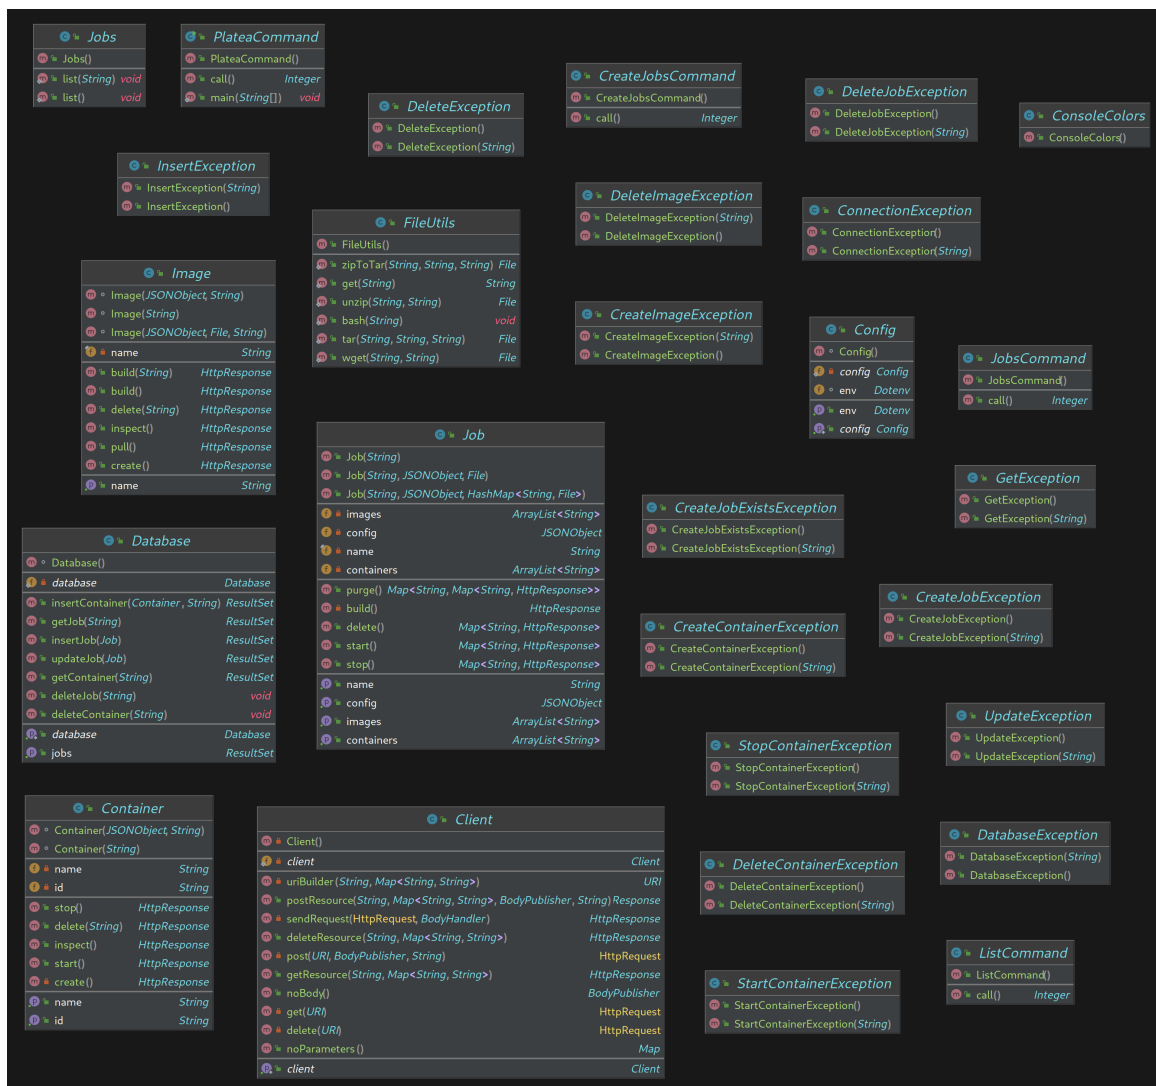 Jobs
Jobs()
list(String) void
list() void
PlateaCommand
PlateaCommand()
call() Integer
main(String[]) void
DeleteException
DeleteException()
DeleteException(String)
CreateJobsCommand
CreateJobsCommand()
call() Integer
DeleteJobException
DeleteJobException()
DeleteJobException(String)
ConsoleColors
ConsoleColors()
InsertException
InsertException(String)
InsertException()
FileUtils
FileUtils()
zipToTar(String, String, String) File
get(String) String
unzip(String, String) File
bash(String) void
tar(String, String, String) File
wget(String, String) File
DeleteImageException
DeleteImageException(String)
DeleteImageException()
ConnectionException
ConnectionException()
ConnectionException(String)
Image
Image(JSONObject, String)
Image(String)
Image(JSONObject, File, String)
name String
build(String) HttpResponse
build() HttpResponse
delete(String) HttpResponse
inspect() HttpResponse
pull() HttpResponse
create() HttpResponse
name String
CreateImageException
CreateImageException(String)
CreateImageException()
Config
Config()
config Config
env Dotenv
env Dotenv
config Config
JobsCommand
JobsCommand()
call() Integer
Job
Job(String)
Job(String, JSONObject, File)
Job(String, JSONObject, HashMap<String, File>)
images ArrayList<String>
config JSONObject
name String
containers ArrayList<String>
purge() Map<String, Map<String, HttpResponse>>
build() HttpResponse
delete() Map<String, HttpResponse>
start() Map<String, HttpResponse>
stop() Map<String, HttpResponse>
name String
config JSONObject
images ArrayList<String>
containers ArrayList<String>
GetException
GetException()
GetException(String)
CreateJobExistsException
CreateJobExistsException()
CreateJobExistsException(String)
Database
Database()
database Database
insertContainer(Container, String) ResultSet
getJob(String) ResultSet
insertJob(Job) ResultSet
updateJob(Job) ResultSet
getContainer(String) ResultSet
deleteJob(String) void
deleteContainer(String) void
database Database
jobs ResultSet
CreateJobException
CreateJobException()
CreateJobException(String)
CreateContainerException
CreateContainerException()
CreateContainerException(String)
UpdateException
UpdateException()
UpdateException(String)
StopContainerException
StopContainerException()
StopContainerException(String)
Container
Container(JSONObject, String)
Container(String)
name String
id String
stop() HttpResponse
delete(String) HttpResponse
inspect() HttpResponse
start() HttpResponse
create() HttpResponse
name String
id String
Client
Client()
client Client
uriBuilder(String, Map<String, String>) URI
postResource(String, Map<String, String>, BodyPublisher, String) Response
sendRequest(HttpRequest, BodyHandler) HttpResponse
deleteResource(String, Map<String, String>) HttpResponse
post(URI, BodyPublisher, String) HttpRequest
getResource(String, Map<String, String>) HttpResponse
noBody() BodyPublisher
get(URI) HttpRequest
delete(URI) HttpRequest
noParameters() Map
client Client
DatabaseException
DatabaseException(String)
DatabaseException()
DeleteContainerException
DeleteContainerException()
DeleteContainerException(String)
ListCommand
ListCommand()
call() Integer
StartContainerException
StartContainerException()
StartContainerException(String)